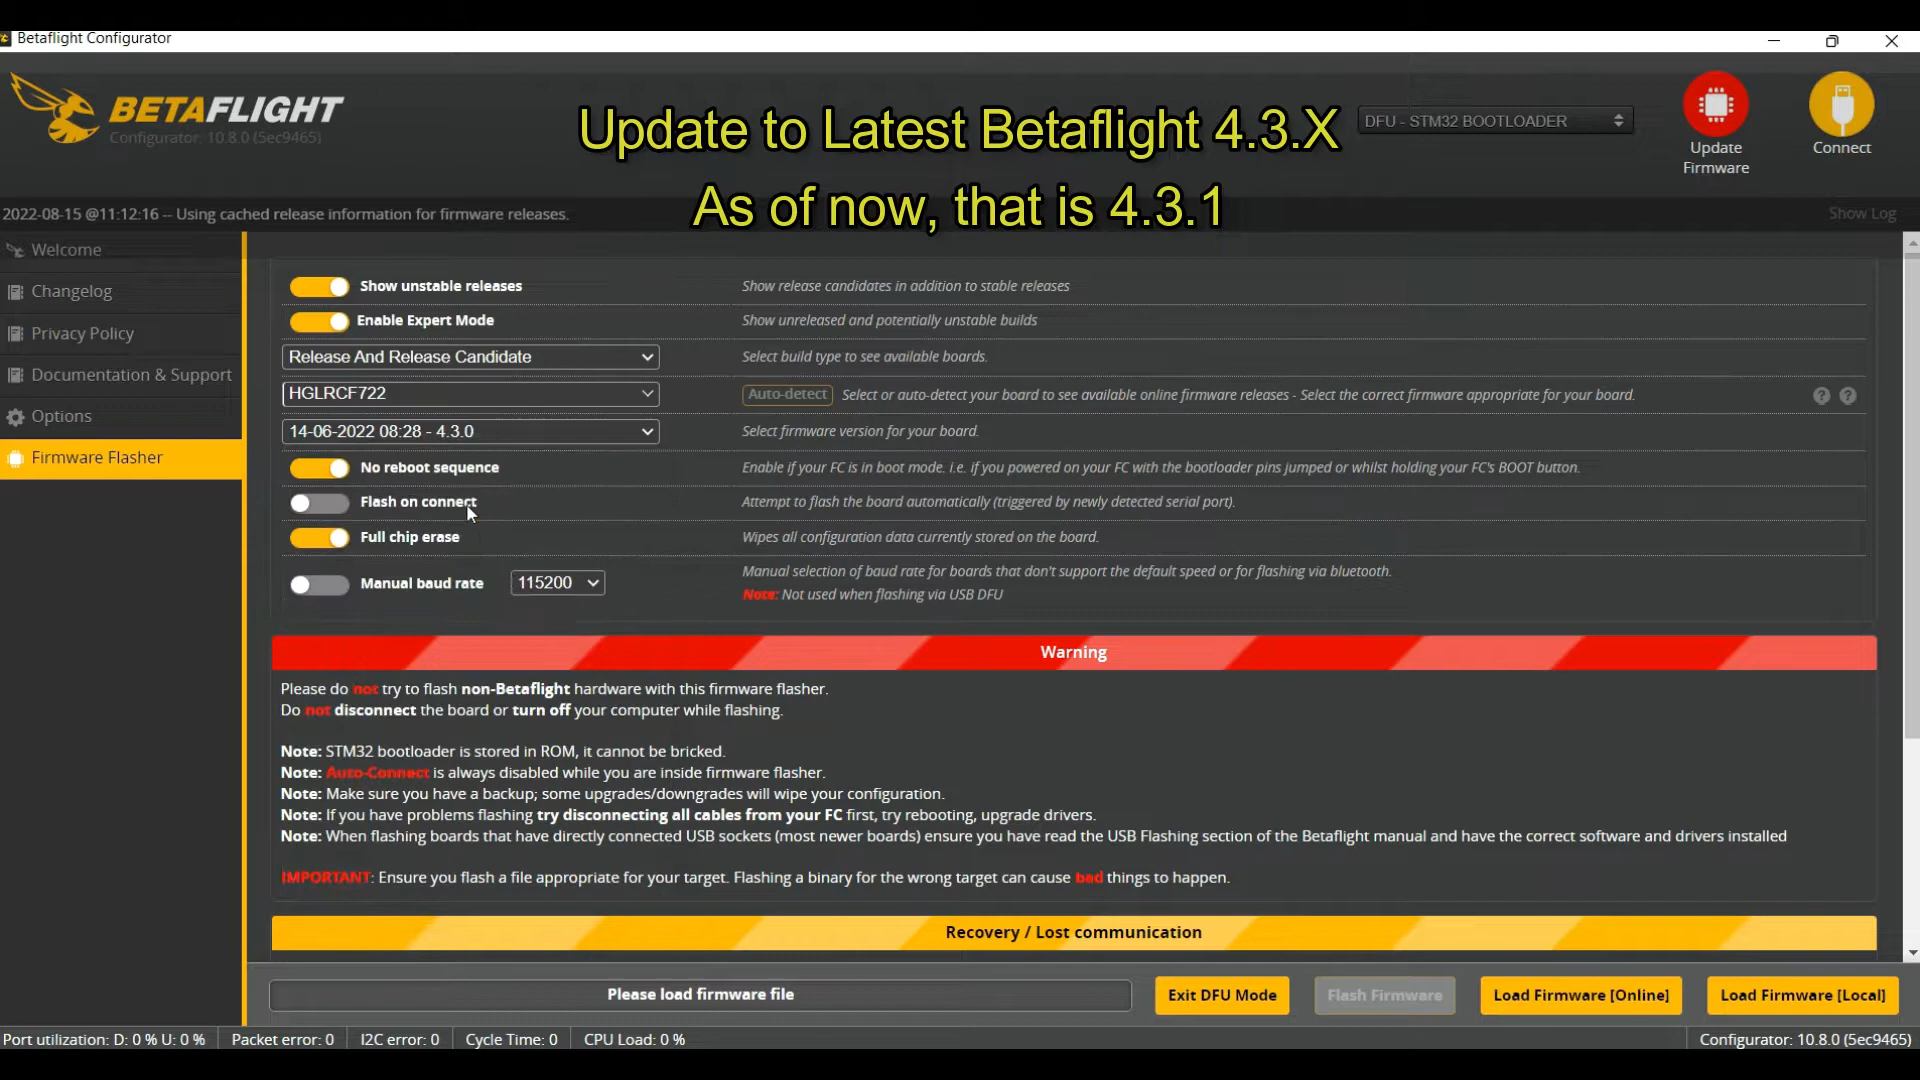 Betaflight Configurator
BETAFLIGHT
Configurator: 10.8.0 (5ec9465)
Update to Latest Betaflight 4.3.X
As of now, that is 4.3.1
DFU - STM32 BOOTLOADER
Update
Firmware
Connect
2022-08-15 @11:12:16 -- Using cached release information for firmware releases.
Show Log
Welcome
Changelog
Privacy Policy
Documentation & Support
Options
Firmware Flasher
Show unstable releases
Show release candidates in addition to stable releases
Enable Expert Mode
Show unreleased and potentially unstable builds
Release And Release Candidate
Select build type to see available boards.
HGLRCF722
Auto-detect
Select or auto-detect your board to see available online firmware releases - Select the correct firmware appropriate for your board.
? ?
14-06-2022 08:28 - 4.3.0
Select firmware version for your board.
No reboot sequence
Enable if your FC is in boot mode. i.e. if you powered on your FC with the bootloader pins jumped or whilst holding your FC's BOOT button.
Flash on connect
Attempt to flash the board automatically (triggered by newly detected serial port).
Full chip erase
Wipes all configuration data currently stored on the board.
Manual baud rate
115200
Manual selection of baud rate for boards that don't support the default speed or for flashing via bluetooth.
Note: Not used when flashing via USB DFU
Warning
Please do not try to flash non-Betaflight hardware with this firmware flasher.
Do not disconnect the board or turn off your computer while flashing.
Note: STM32 bootloader is stored in ROM, it cannot be bricked.
Note: Auto-Connect is always disabled while you are inside firmware flasher.
Note: Make sure you have a backup; some upgrades/downgrades will wipe your configuration.
Note: If you have problems flashing try disconnecting all cables from your FC first, try rebooting, upgrade drivers.
Note: When flashing boards that have directly connected USB sockets (most newer boards) ensure you have read the USB Flashing section of the Betaflight manual and have the correct software and drivers installed
IMPORTANT: Ensure you flash a file appropriate for your target. Flashing a binary for the wrong target can cause bad things to happen.
Recovery / Lost communication
Please load firmware file
Exit DFU Mode
Flash Firmware
Load Firmware [Online]
Load Firmware [Local]
Port utilization: D: 0 % U: 0 %
Packet error: 0
I2C error: 0
Cycle Time: 0
CPU Load: 0 %
Configurator: 10.8.0 (5ec9465)